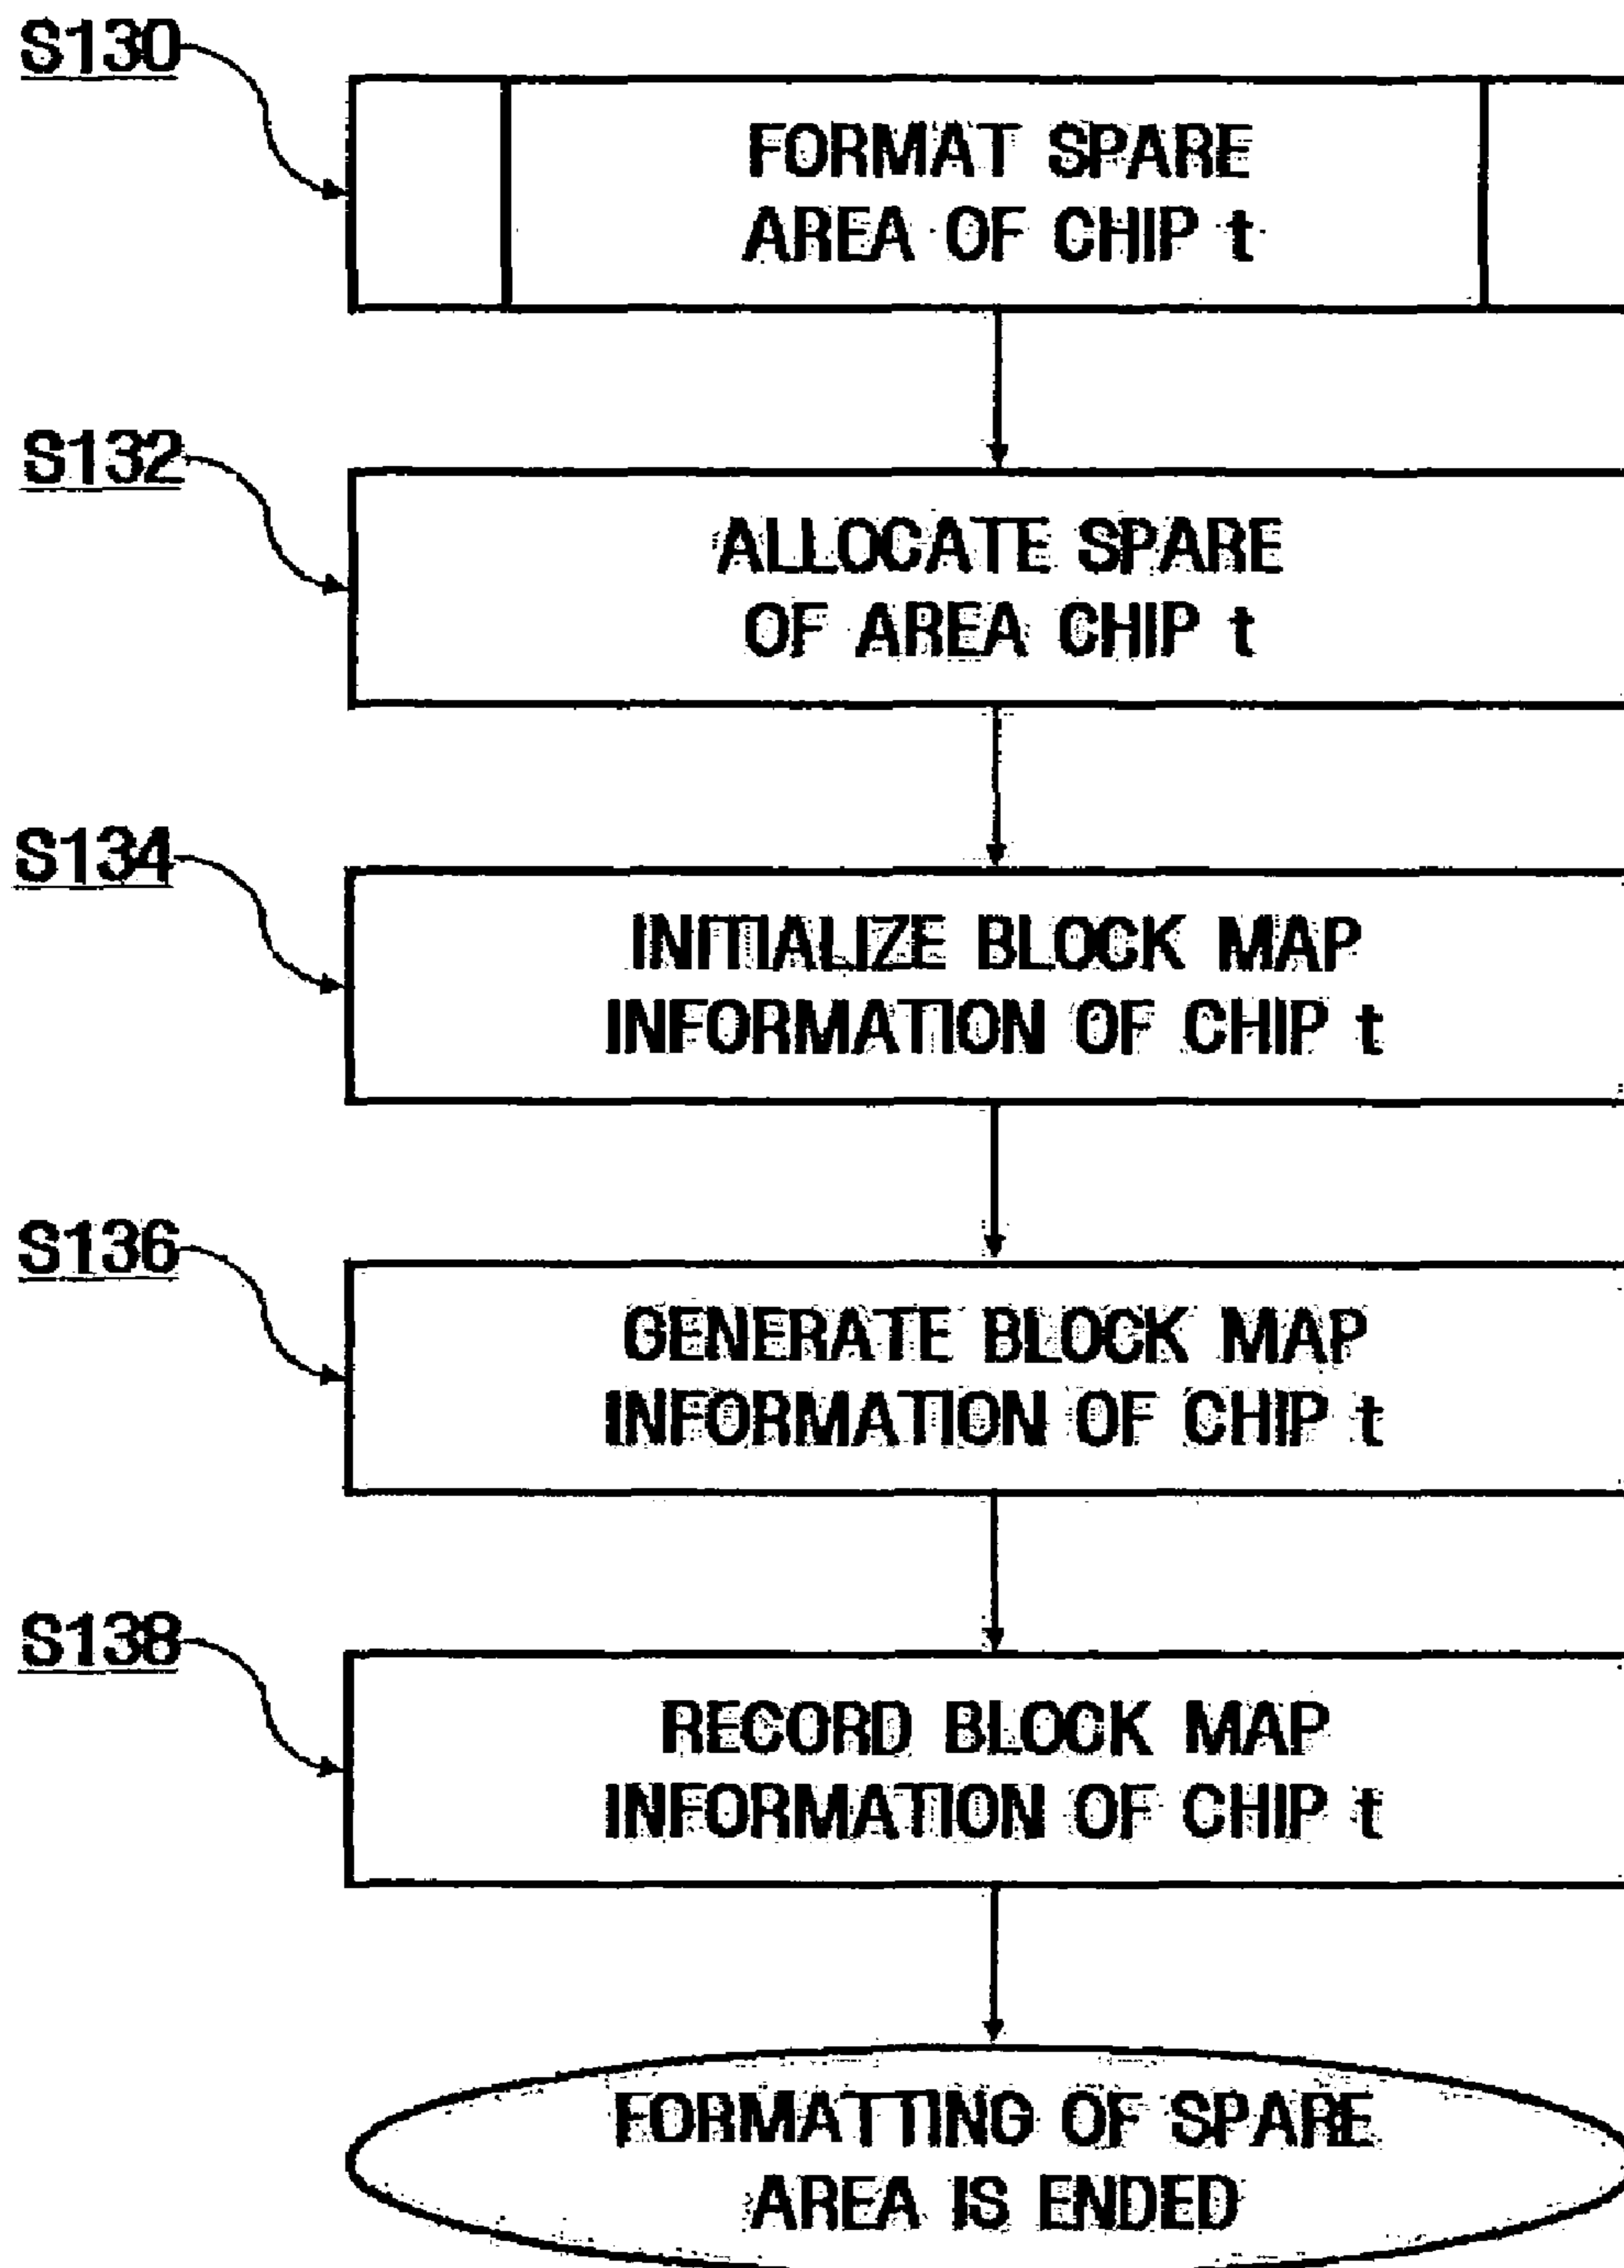 S130
FORMAT SPARE
AREA OF CHIP t
S132
ALLOCATE SPARE
OF AREA CHIP t
S134
INITIALIZE BLOCK MAP
INFORMATION OF CHIP t
S136
GENERATE BLOCK MAP
INFORMATION OF CHIP t
S138
RECORD BLOCK MAP
INFORMATION OF CHIP t
FORMATTING OF SPARE
AREA IS ENDED